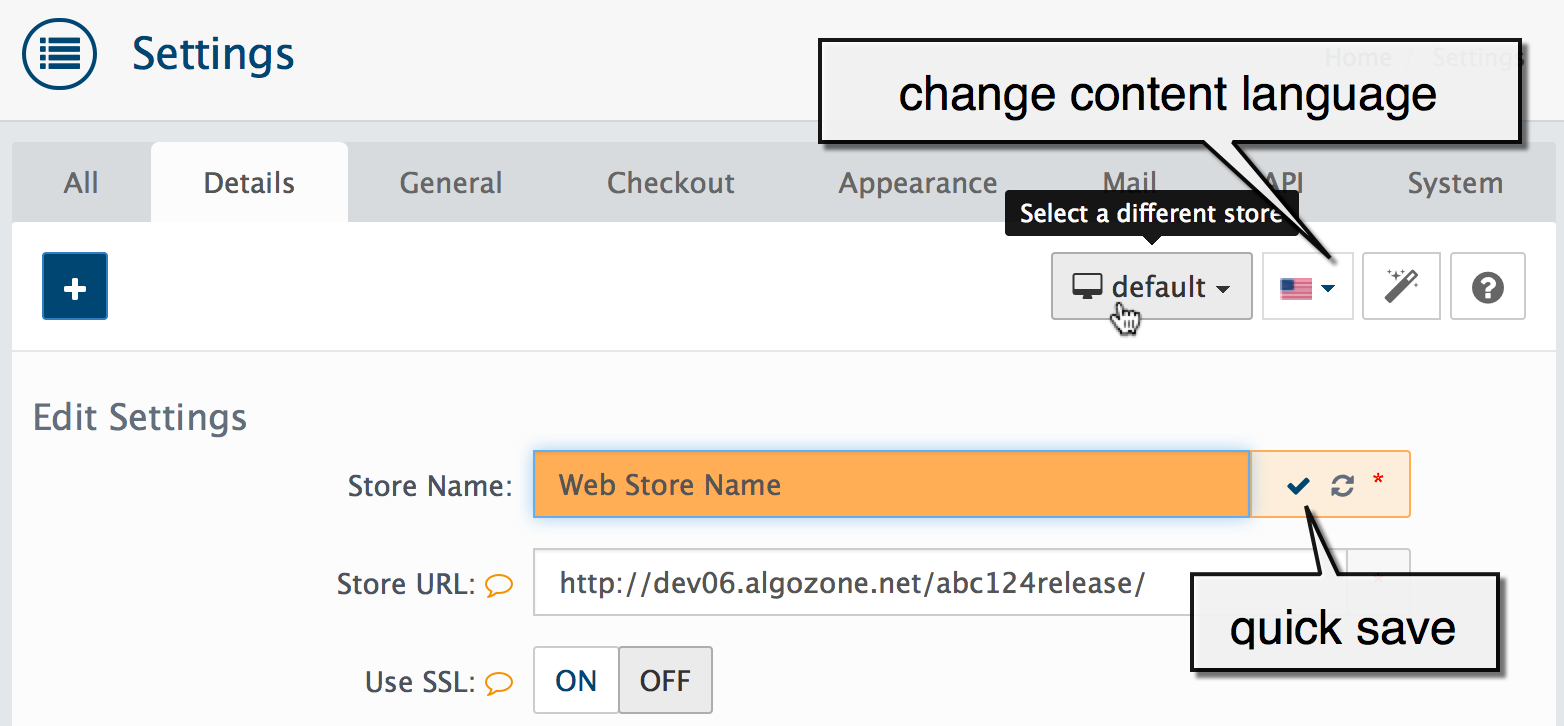 Settings
Home / Settings
change content language
All Details General Checkout Appearance Mail API System
Select a different store
+ default ?
Edit Settings
Store Name: Web Store Name *
Store URL: http://dev06.algozone.net/abc124release/ *
quick save
Use SSL: ON OFF